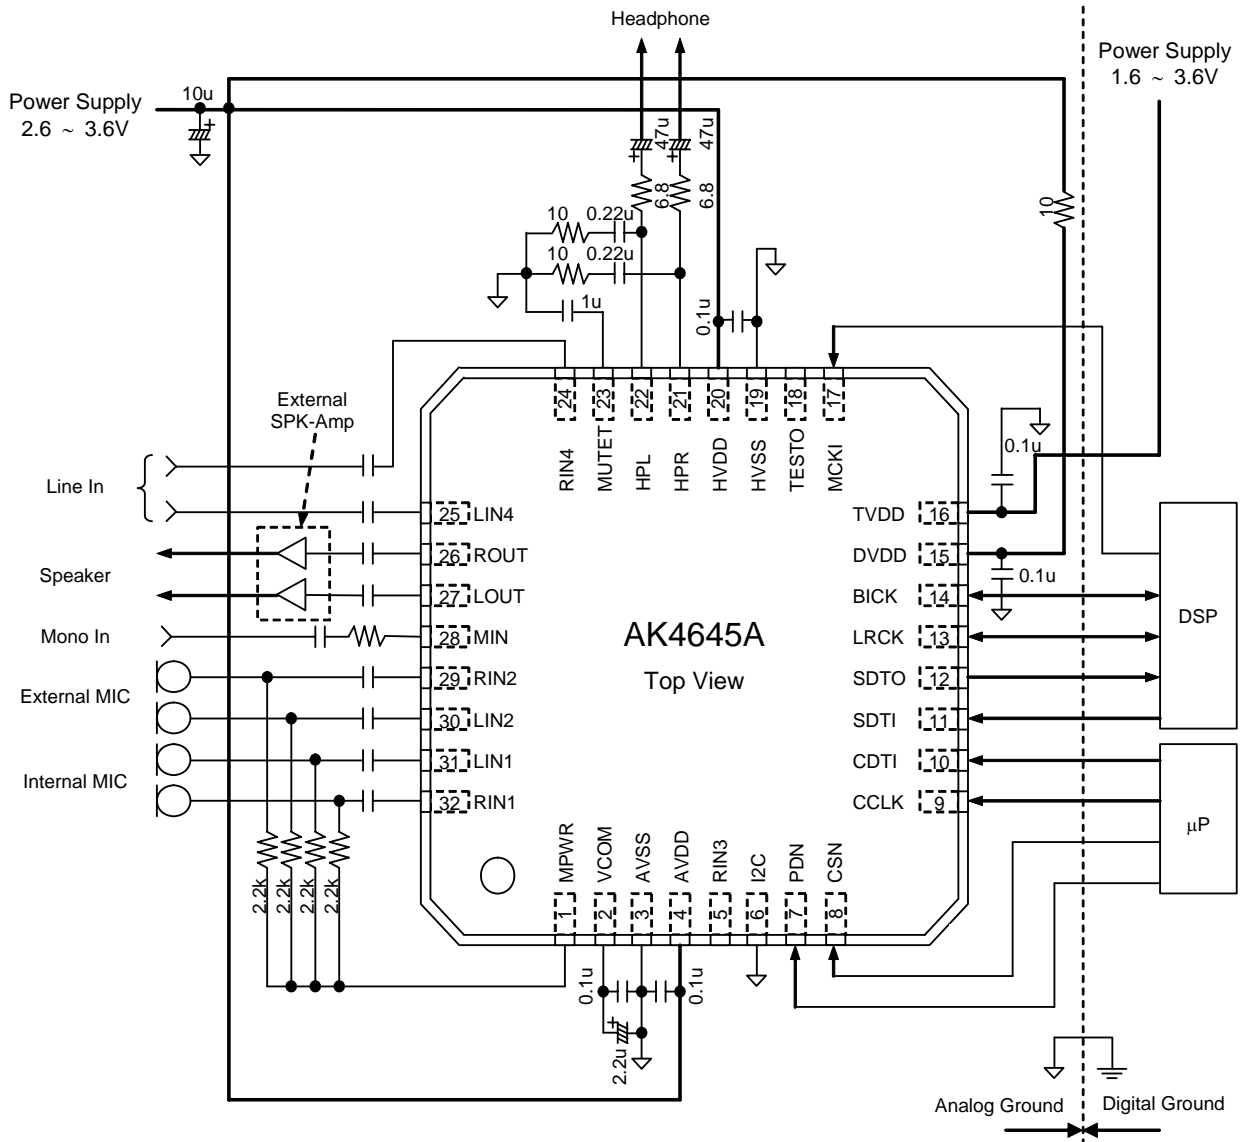 Headphone
Power Supply
1.6 ~ 3.6V
Power Supply
2.6 ~ 3.6V
10u
+
47u
47u
+
+
6.8
6.8
10
10
0.22u
10
0.22u
1u
0.1u
External
SPK-Amp
24
23
22
21
20
19
18
17
RIN4
MUTET
HPL
HPR
HVDD
HVSS
TESTO
MCKI
0.1u
Line In
25 LIN4
TVDD 16
26 ROUT
DVDD 15
0.1u
Speaker
27 LOUT
BICK 14
DSP
Mono In
28 MIN
AK4645A
LRCK 13
Top View
29 RIN2
SDTO 12
External MIC
30 LIN2
SDTI 11
31 LIN1
CDTI 10
Internal MIC
32 RIN1
CCLK 9
µP
2.2k
2.2k
2.2k
2.2k
MPWR
VCOM
AVSS
AVDD
RIN3
I2C
PDN
CSN
1
2
3
4
5
6
7
8
0.1u
0.1u
+
2.2u
Analog Ground
Digital Ground